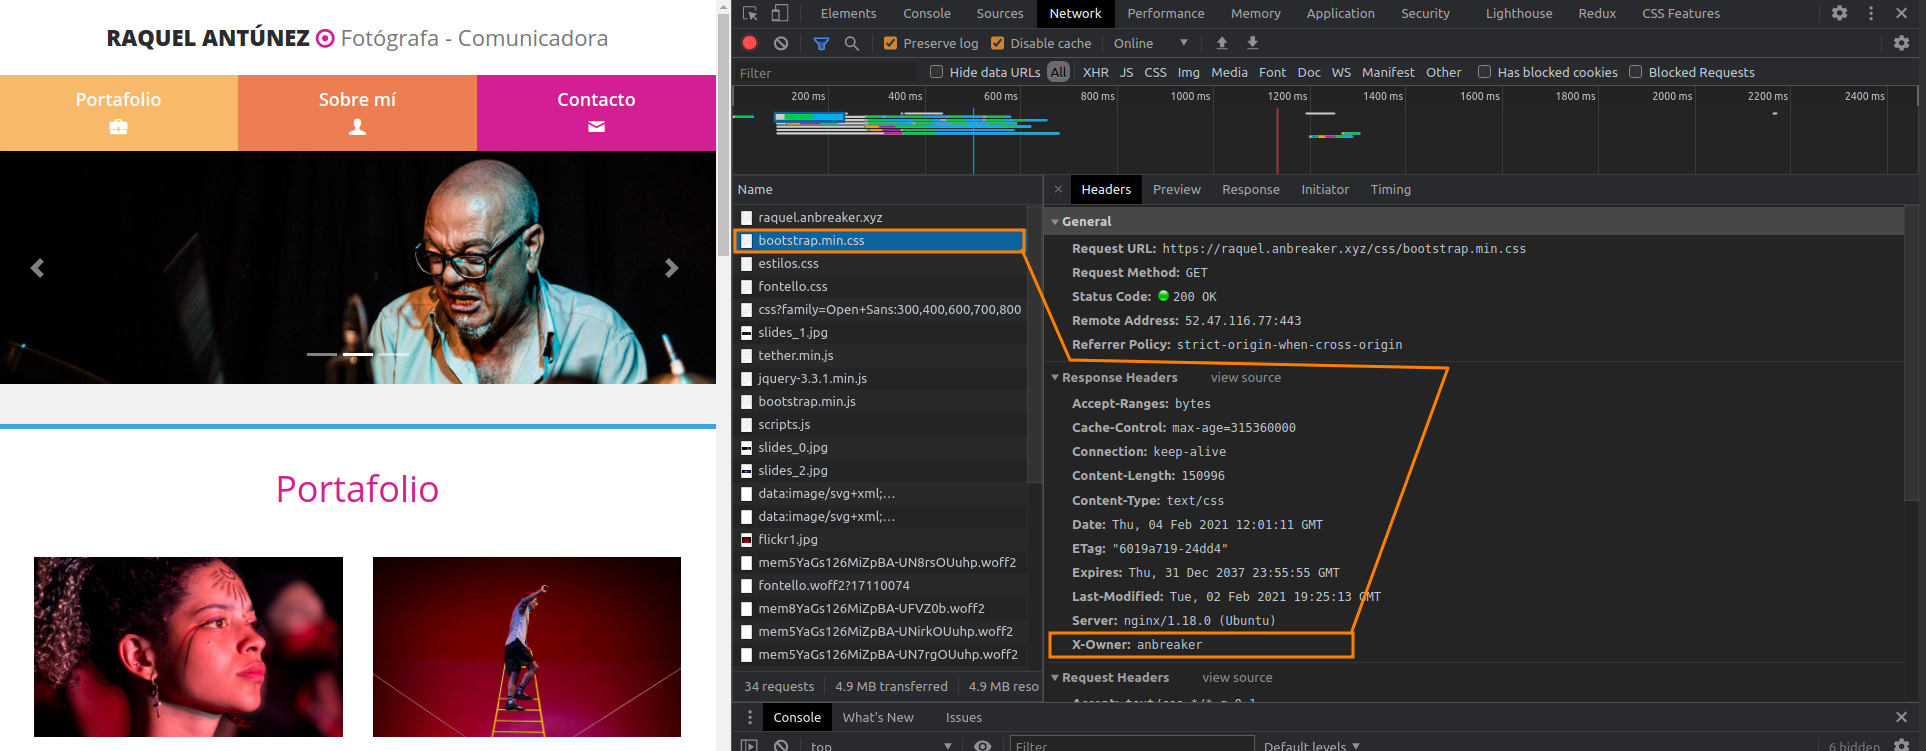 RAQUEL ANTÚNEZ Fotógrafa - Comunicadora
Portafolio
Sobre mí
Contacto
Portafolio
Elements Console Sources Network Performance Memory Application Security Lighthouse Redux CSS Features
Preserve log Disable cache Online
Filter Hide data URLs All XHR JS CSS Img Media Font Doc WS Manifest Other Has blocked cookies Blocked Requests
200 ms 400 ms 600 ms 800 ms 1000 ms 1200 ms 1400 ms 1600 ms 1800 ms 2000 ms 2200 ms 2400 ms
Name
raquel.anbreaker.xyz
bootstrap.min.css
estilos.css
fontello.css
css?family=Open+Sans:300,400,600,700,800
slides_1.jpg
tether.min.js
jquery-3.3.1.min.js
bootstrap.min.js
scripts.js
slides_0.jpg
slides_2.jpg
data:image/svg+xml;...
data:image/svg+xml;...
flickr1.jpg
mem5YaGs126MiZpBA-UN8rsOUuhp.woff2
fontello.woff2?17110074
mem8YaGs126MiZpBA-UFVZ0b.woff2
mem5YaGs126MiZpBA-UNirkOUuhp.woff2
mem5YaGs126MiZpBA-UN7rgOUuhp.woff2
34 requests 4.9 MB transferred 4.9 MB reso
Headers Preview Response Initiator Timing
General
Request URL: https://raquel.anbreaker.xyz/css/bootstrap.min.css
Request Method: GET
Status Code: 200 OK
Remote Address: 52.47.116.77:443
Referrer Policy: strict-origin-when-cross-origin
Response Headers view source
Accept-Ranges: bytes
Cache-Control: max-age=315360000
Connection: keep-alive
Content-Length: 150996
Content-Type: text/css
Date: Thu, 04 Feb 2021 12:01:11 GMT
ETag: "6019a719-24dd4"
Expires: Thu, 31 Dec 2037 23:55:55 GMT
Last-Modified: Tue, 02 Feb 2021 19:25:13 GMT
Server: nginx/1.18.0 (Ubuntu)
X-Owner: anbreaker
Request Headers view source
Accept: text/css,*/*;q=0.1
Console What's New Issues
top Filter Default levels 6 hidden